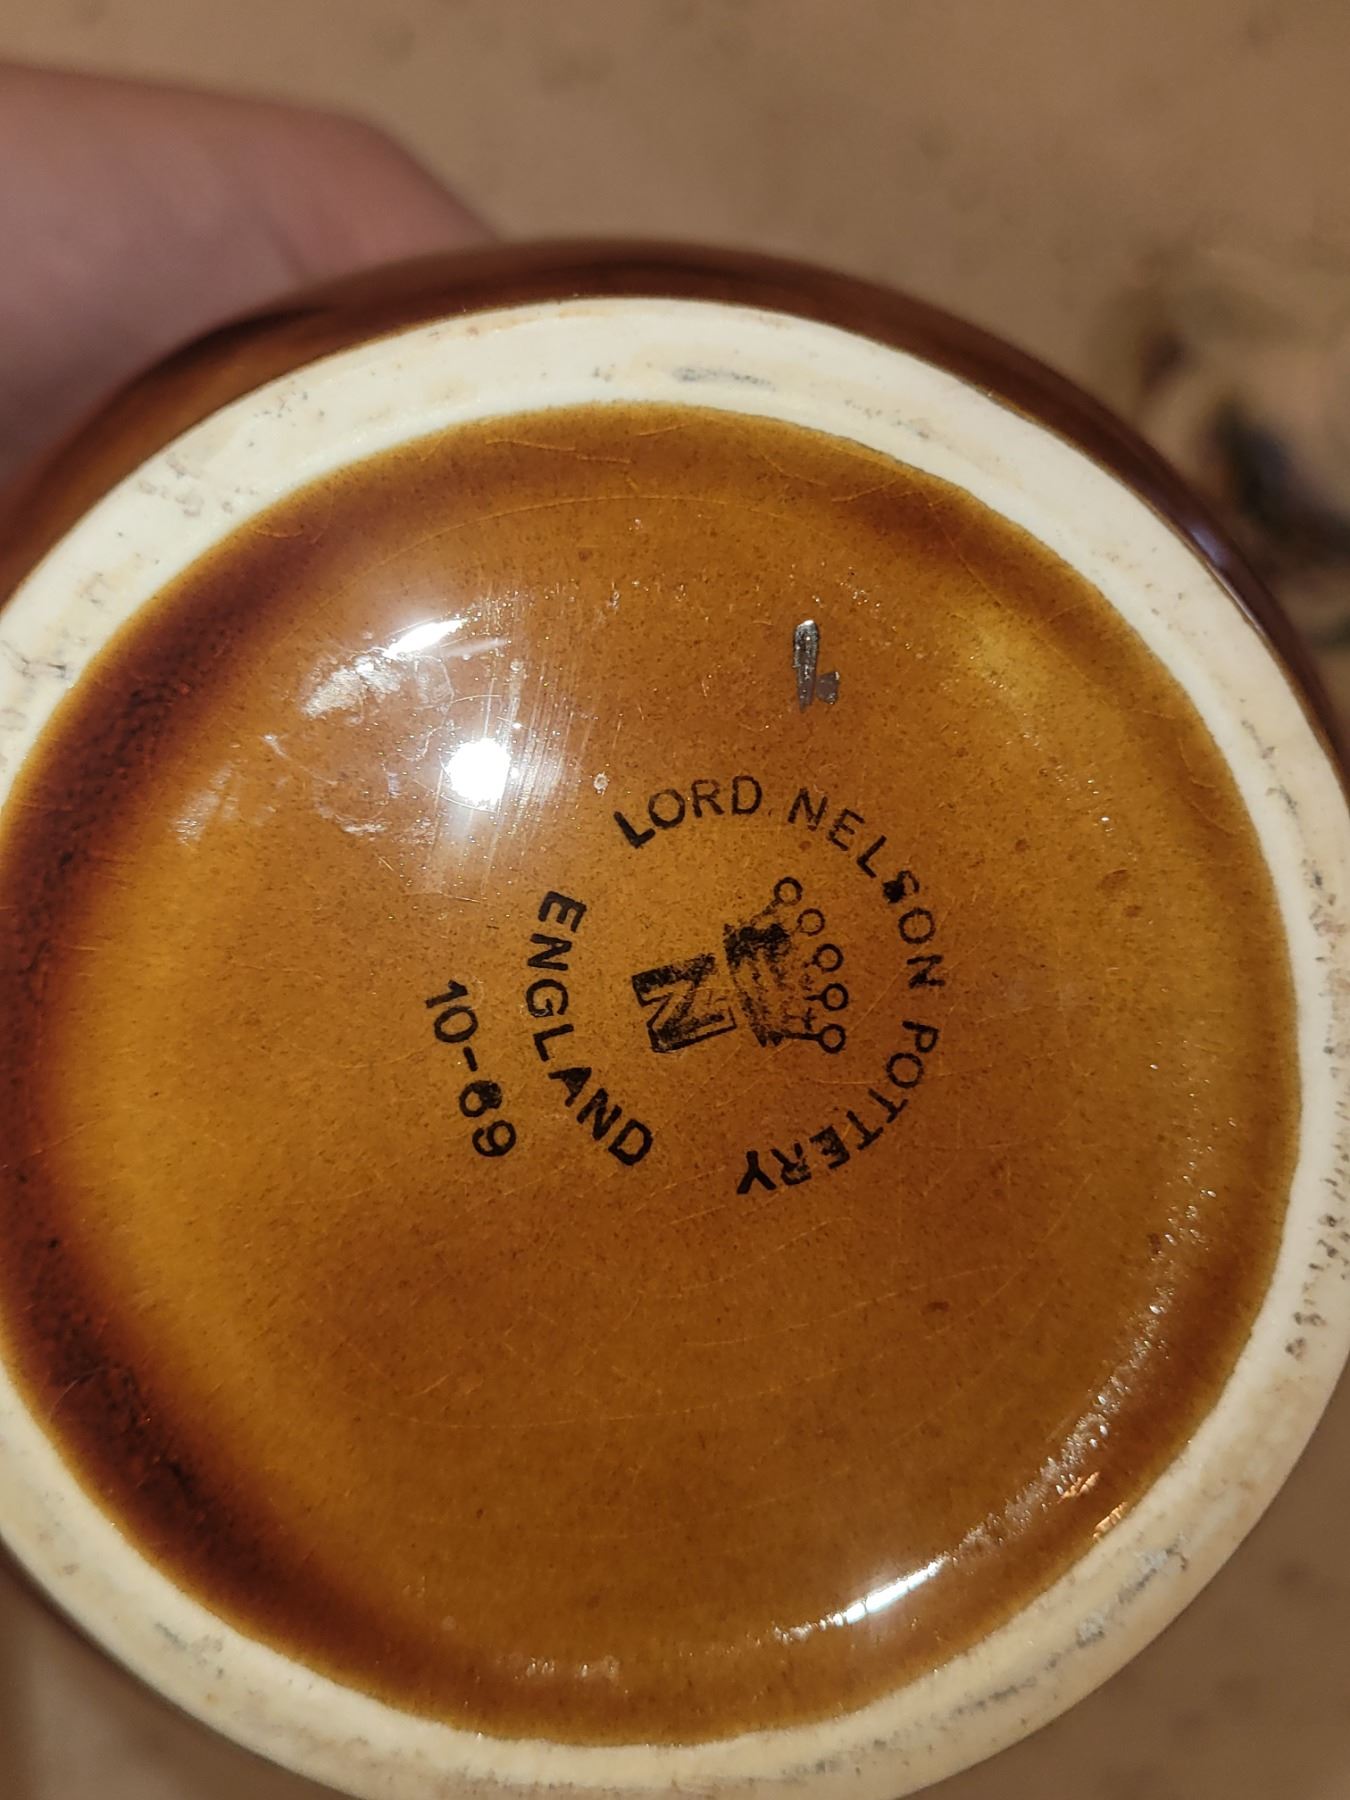 LORD NELSON POTTERY
N
ENGLAND
10-69